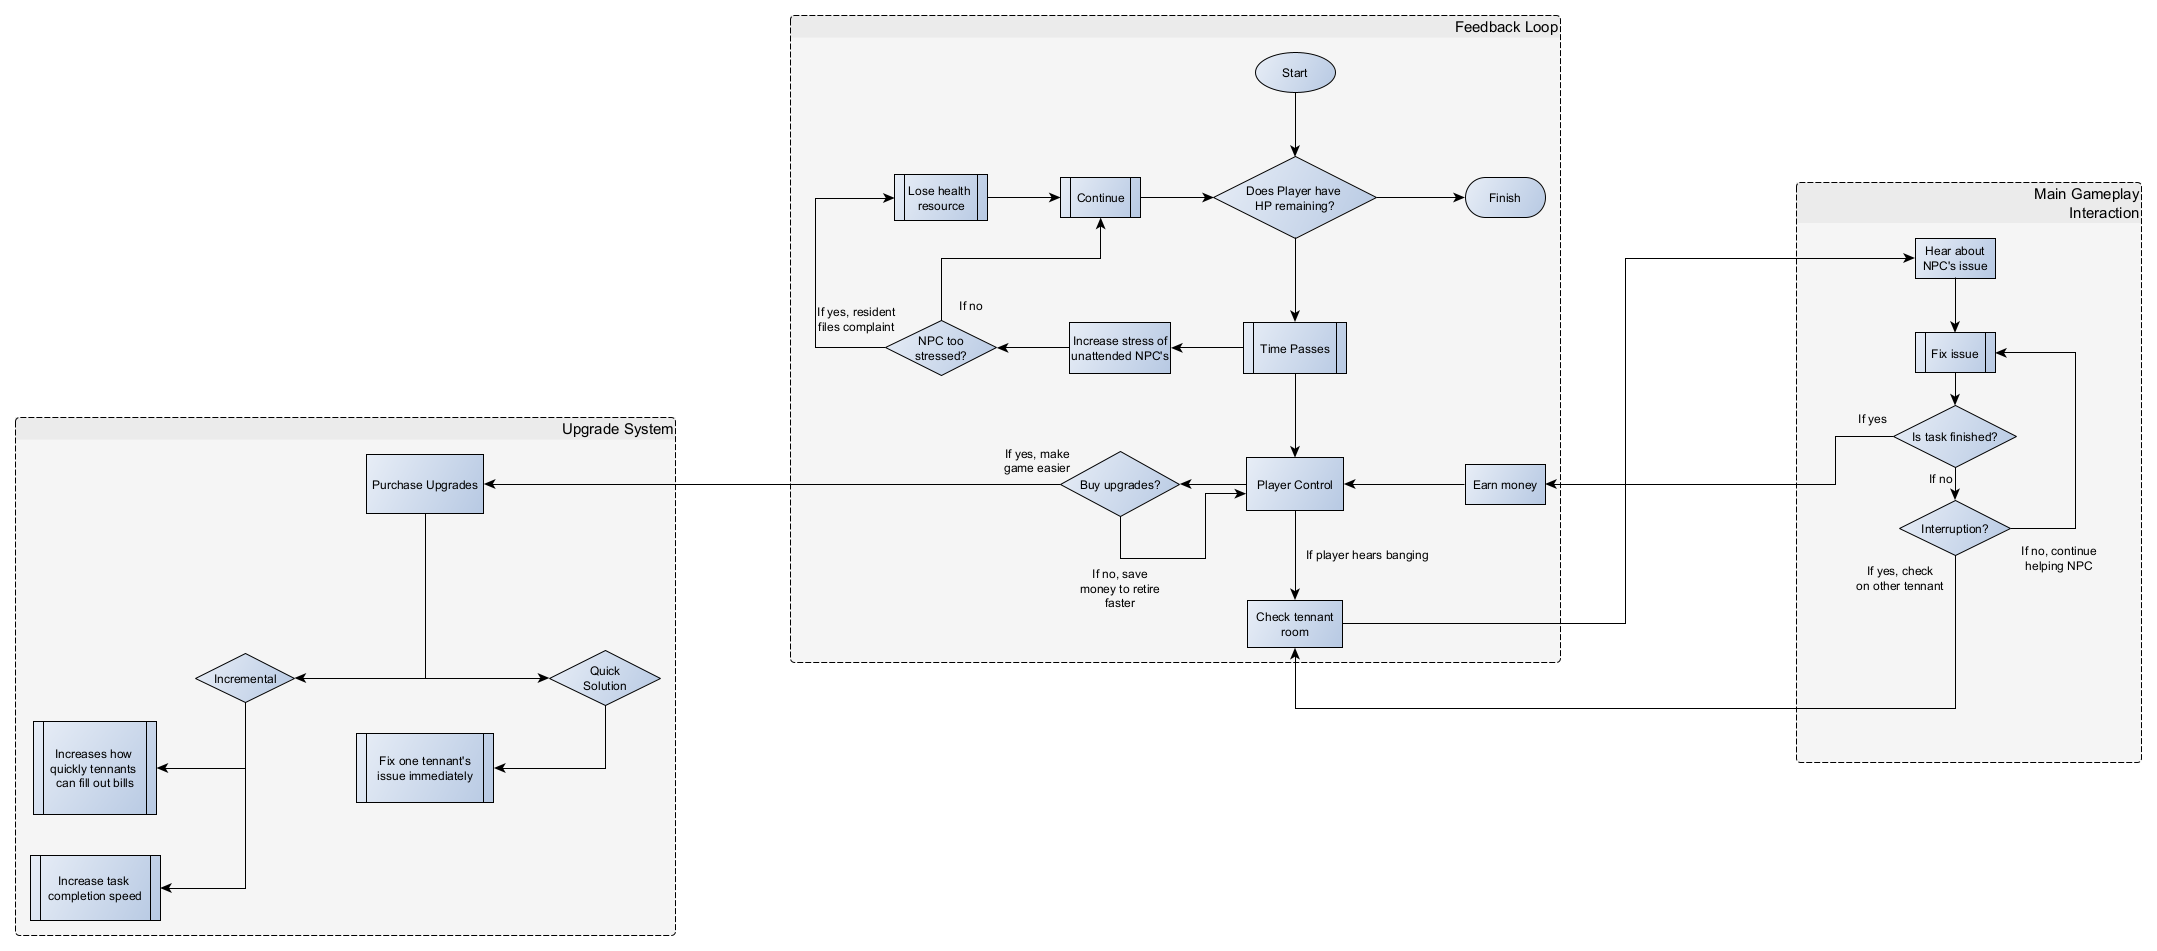 Feedback Loop
Start
Does Player have
HP remaining?
Finish
Continue
Lose health
resource
If yes, resident
files complaint
If no
NPC too
stressed?
Increase stress of
unattended NPC's
Time Passes
If yes, make
game easier
Buy upgrades?
Player Control
Earn money
If no, save
money to retire
faster
If player hears banging
Check tennant
room
Main Gameplay
Interaction
Hear about
NPC's issue
Fix issue
If yes
Is task finished?
If no
Interruption?
If no, continue
helping NPC
If yes, check
on other tennant
Upgrade System
Purchase Upgrades
Incremental
Quick
Solution
Increases how
quickly tennants
can fill out bills
Fix one tennant's
issue immediately
Increase task
completion speed